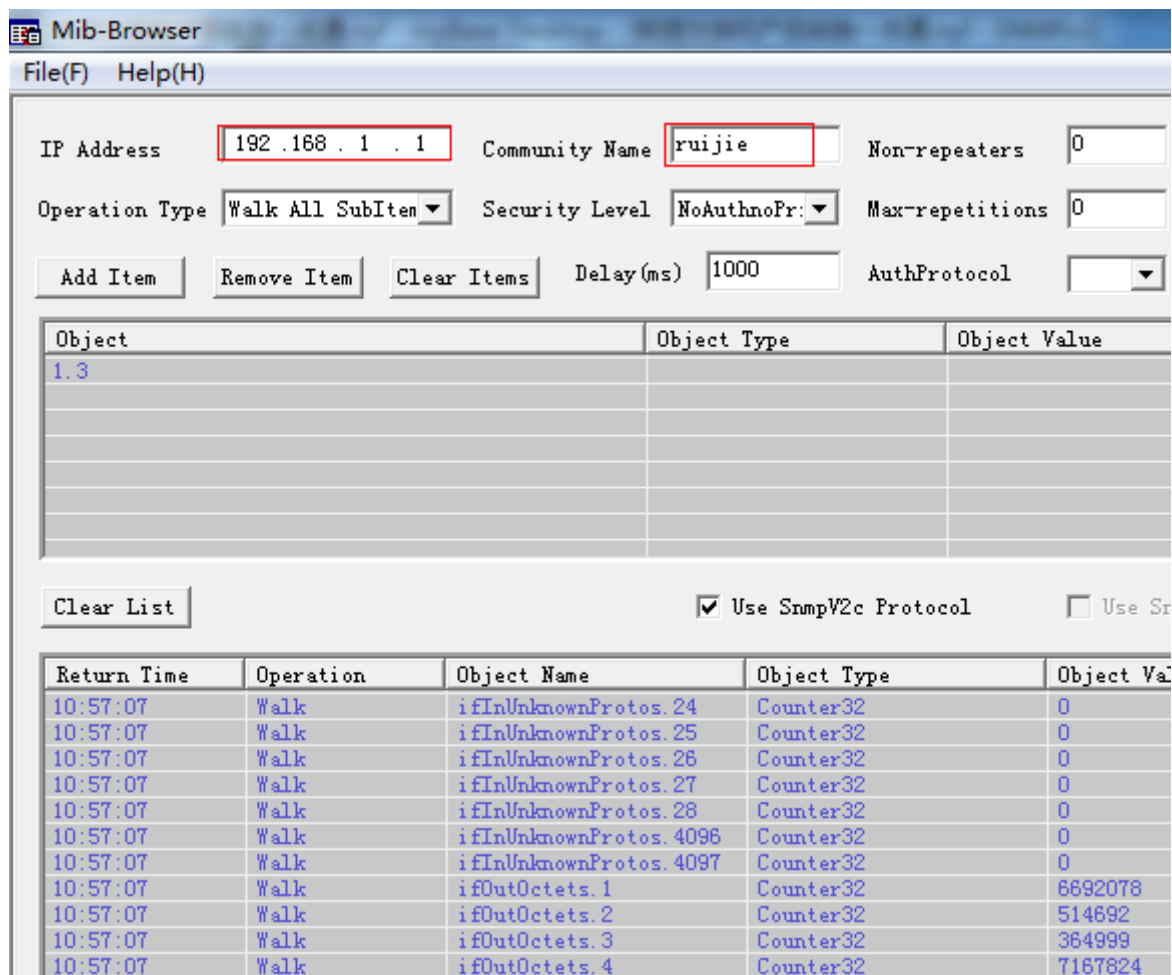 Mib-Browser
File(F) Help(H)
IP Address 192 .168 . 1 . 1 Community Name ruijie Non-repeaters 0
Operation Type Walk All SubItem Security Level NoAuthnoPr: Max-repetitions 0
Add Item Remove Item Clear Items Delay(ms) 1000 AuthProtocol
Object Object Type Object Value
1.3
Clear List Use SnmpV2c Protocol Use Sn
Return Time Operation Object Name Object Type Object Val
10:57:07 Walk ifInUnknownProtos.24 Counter32 0
10:57:07 Walk ifInUnknownProtos.25 Counter32 0
10:57:07 Walk ifInUnknownProtos.26 Counter32 0
10:57:07 Walk ifInUnknownProtos.27 Counter32 0
10:57:07 Walk ifInUnknownProtos.28 Counter32 0
10:57:07 Walk ifInUnknownProtos.4096 Counter32 0
10:57:07 Walk ifInUnknownProtos.4097 Counter32 0
10:57:07 Walk ifOutOctets.1 Counter32 6692078
10:57:07 Walk ifOutOctets.2 Counter32 514692
10:57:07 Walk ifOutOctets.3 Counter32 364999
10:57:07 Walk ifOutOctets.4 Counter32 7167824